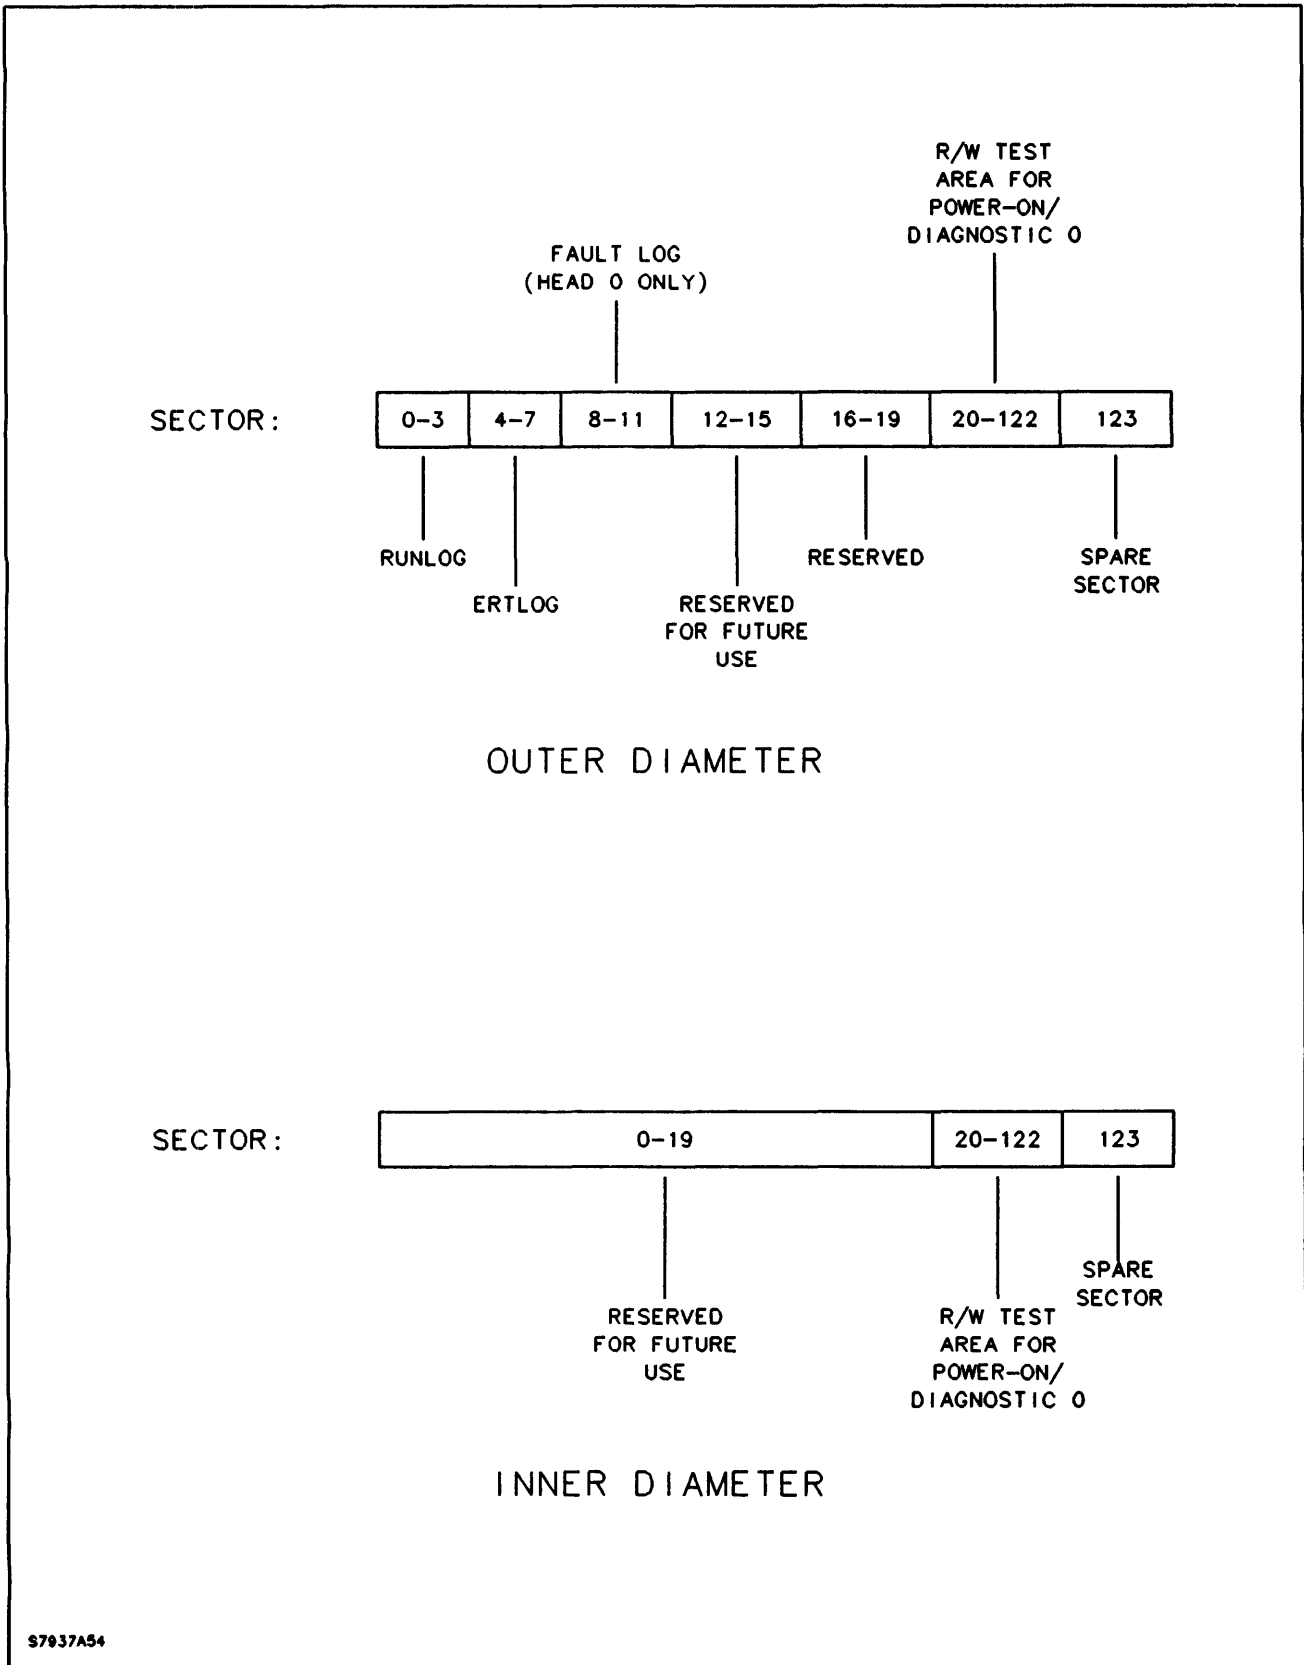 R/W TEST
AREA FOR
POWER-ON/
DIAGNOSTIC 0
FAULT LOG
(HEAD 0 ONLY)
SECTOR: 0-3 4-7 8-11 12-15 16-19 20-122 123
RUNLOG
ERTLOG
RESERVED
FOR FUTURE
USE
RESERVED
SPARE
SECTOR
OUTER DIAMETER
SECTOR: 0-19 20-122 123
RESERVED
FOR FUTURE
USE
R/W TEST
AREA FOR
POWER-ON/
DIAGNOSTIC 0
SPARE
SECTOR
INNER DIAMETER
S7937A54